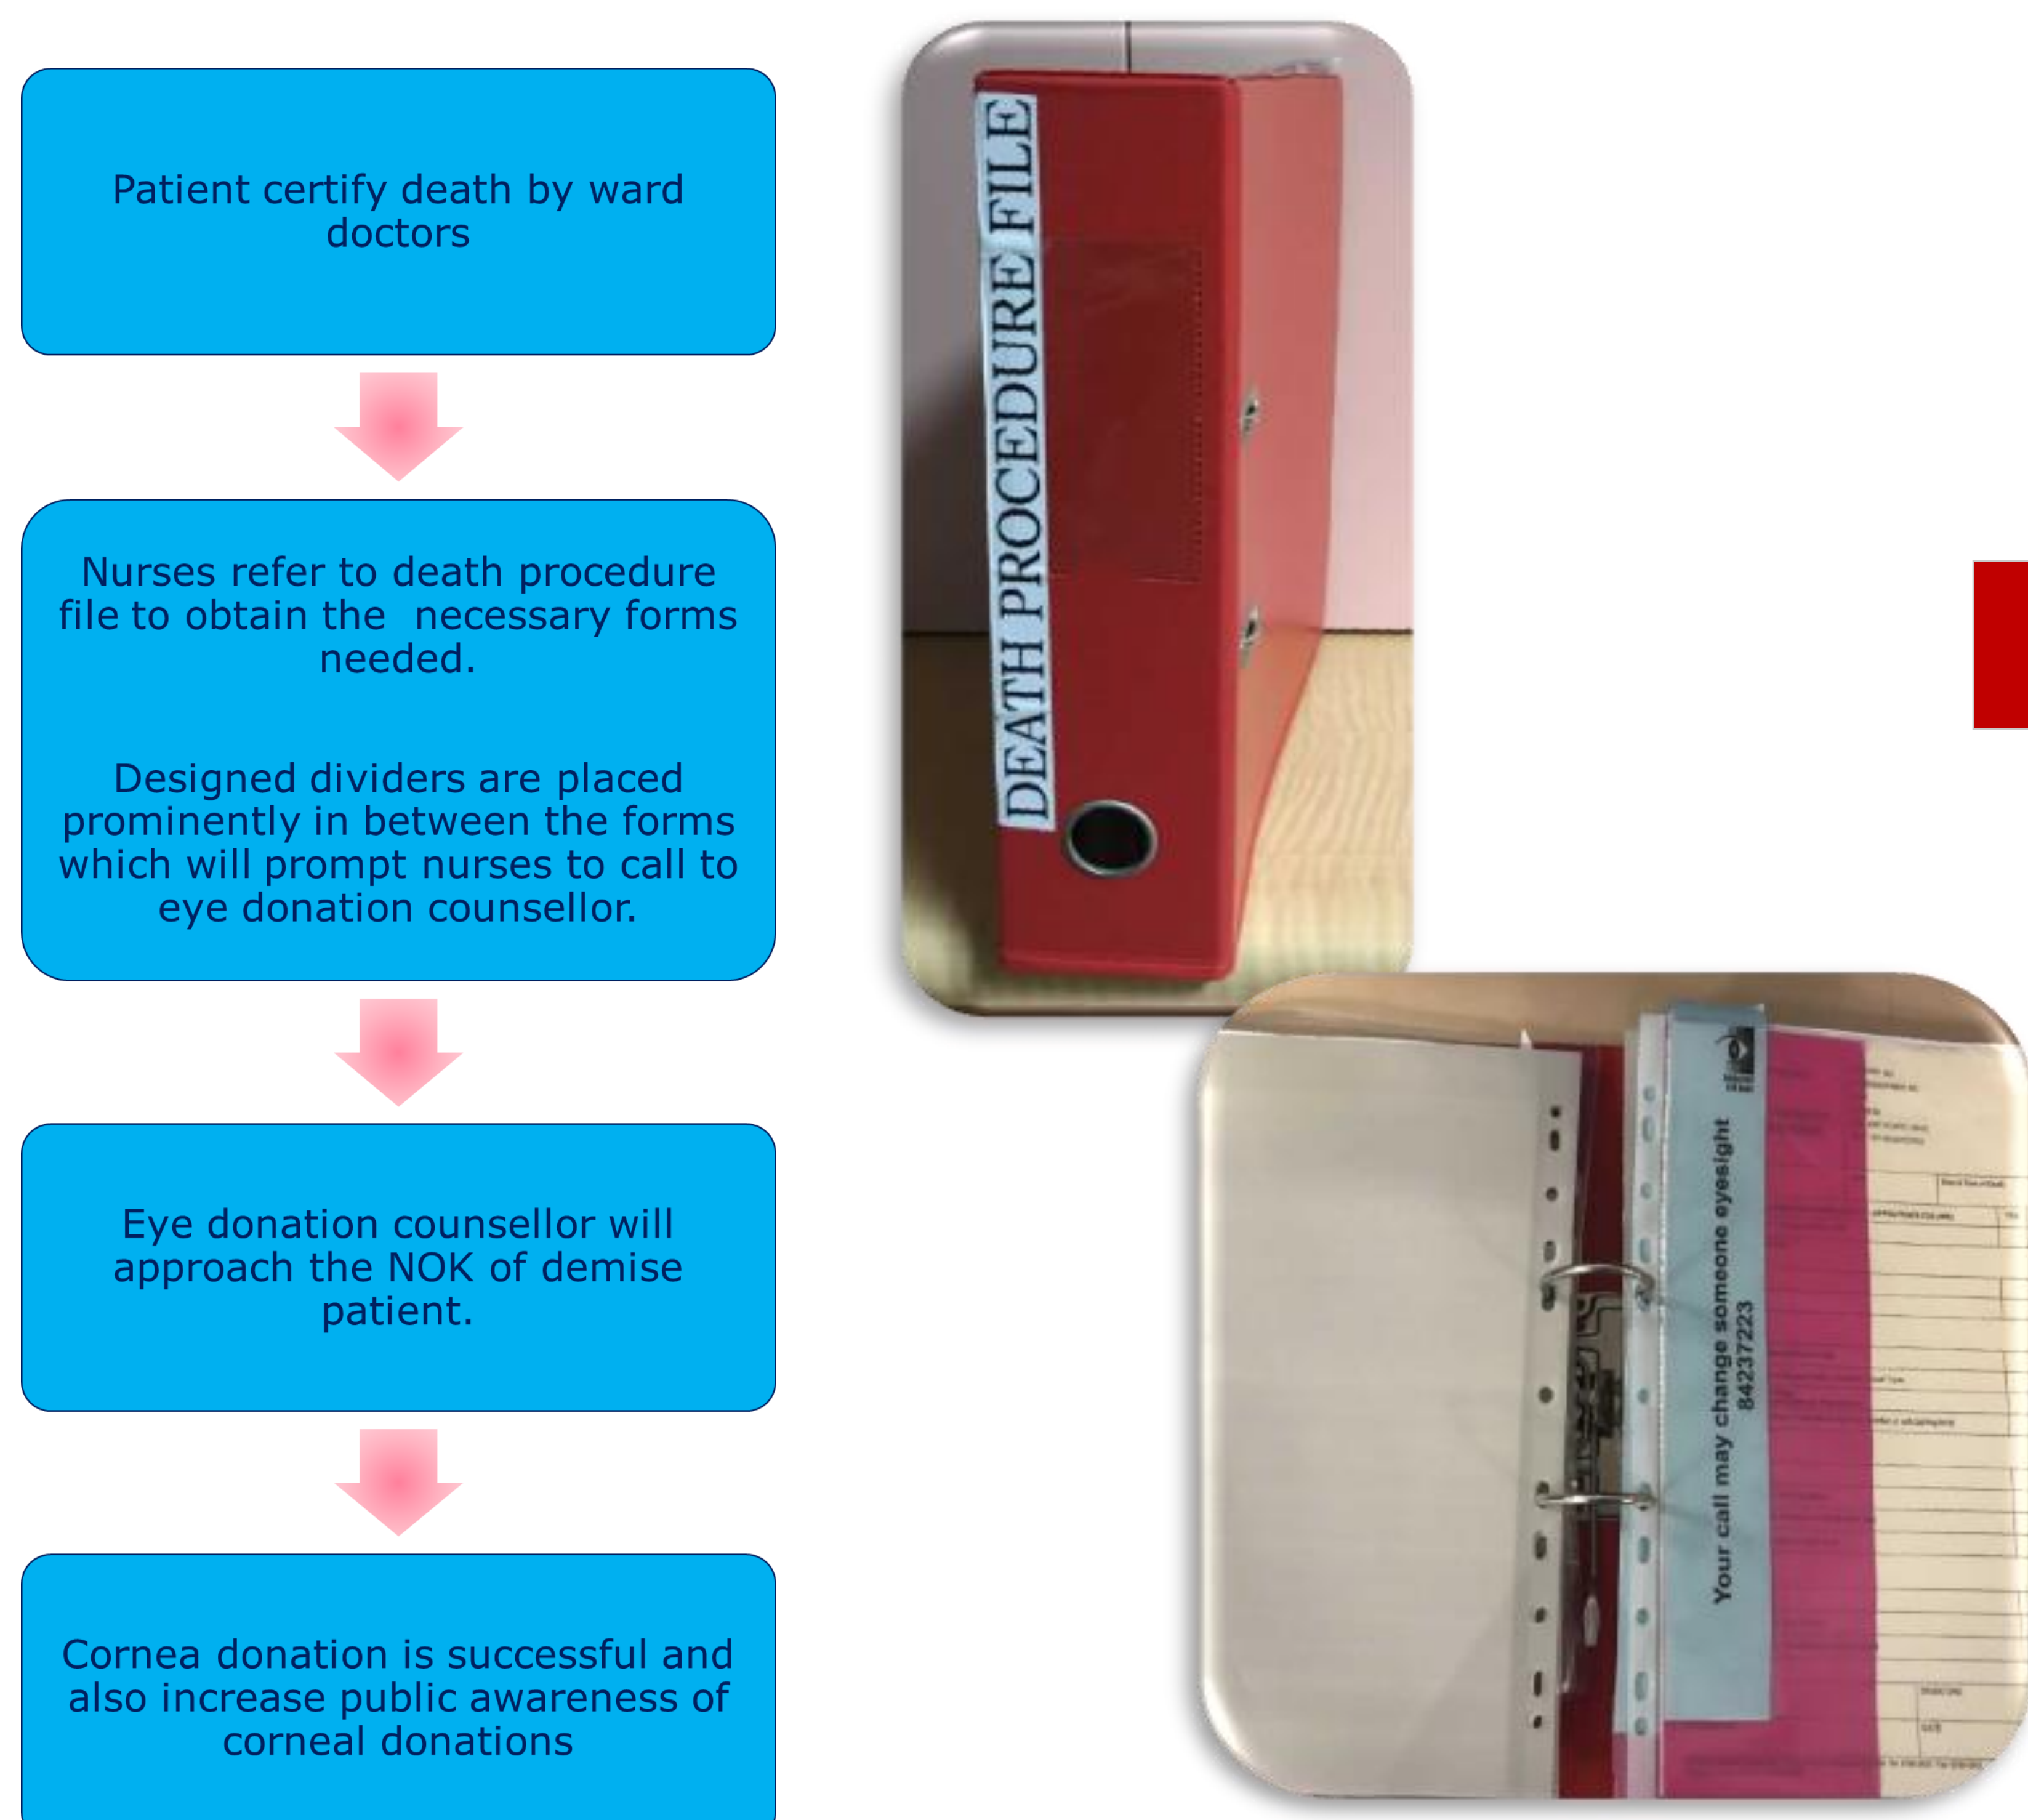 Patient certify death by ward
doctors
Nurses refer to death procedure
file to obtain the  necessary forms
needed.
Designed dividers are placed
prominently in between the forms
which will prompt nurses to call to
eye donation counsellor.
Eye donation counsellor will
approach the NOK of demise
patient.
Cornea donation is successful and
also increase public awareness of
corneal donations
DEATH PROCEDURE FILE
Your call may change someone eyesight
84237223